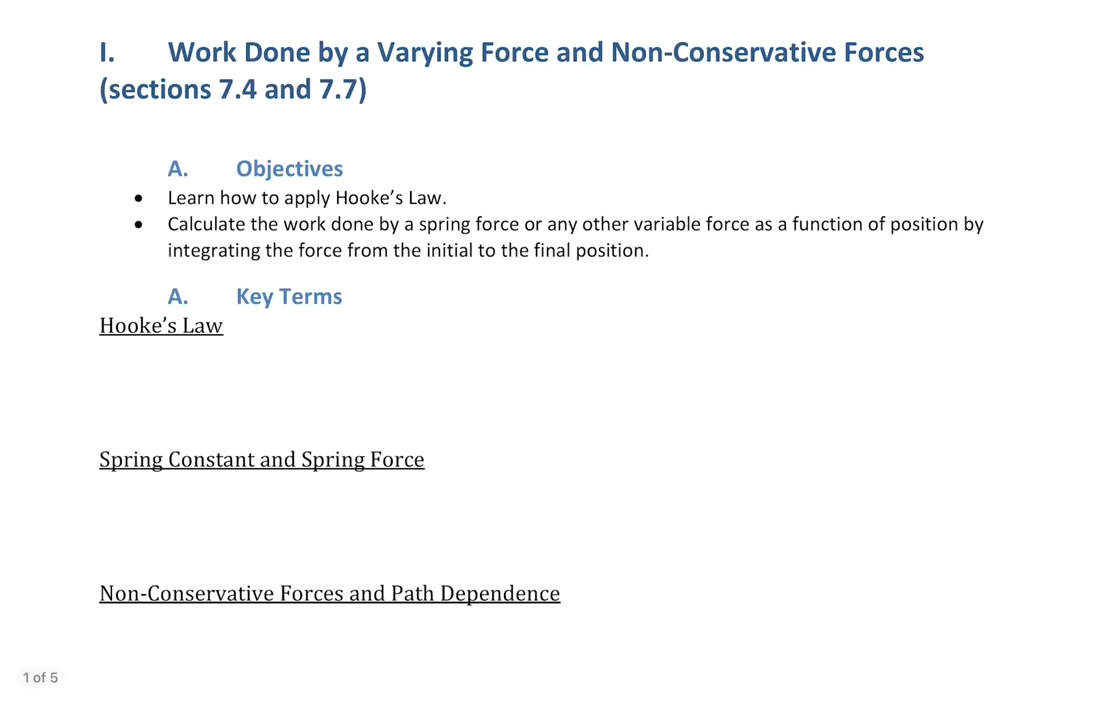 I. Work Done by a Varying Force and Non-Conservative Forces
(sections 7.4 and 7.7)
A. Objectives
• Learn how to apply Hooke’s Law.
• Calculate the work done by a spring force or any other variable force as a function of position by
integrating the force from the initial to the final position.
A. Key Terms
Hooke’s Law
Spring Constant and Spring Force
Non-Conservative Forces and Path Dependence
1 of 5